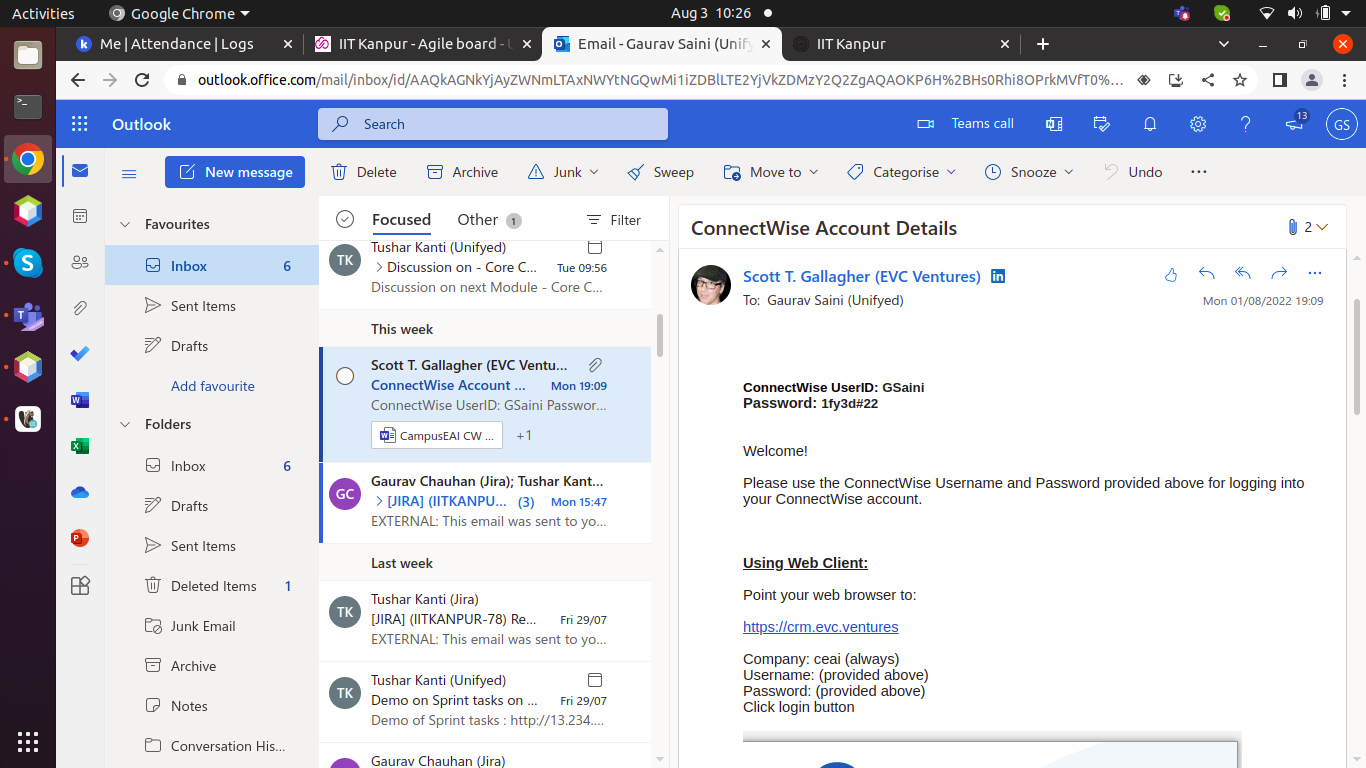 Activities
Google Chrome
Aug 3 10:26
Me | Attendance | Logs
IIT Kanpur - Agile board - U
Email - Gaurav Saini (Unify
IIT Kanpur
outlook.office.com/mail/inbox/id/AAQkAGNkYjAyZWNmLTAxNWYtNGQwMi1iZDBlLTE2YjVkZDMzY2Q2ZgAQAOKP6H%2BHs0Rhi8OPrkMVfT0%...
Outlook
Search
Teams call
13
GS
New message
Delete
Archive
Junk
Sweep
Move to
Categorise
Snooze
Undo
Favourites
Inbox 6
Sent Items
Drafts
Add favourite
Folders
Inbox 6
Drafts
Sent Items
Deleted Items 1
Junk Email
Archive
Notes
Conversation His...
Focused
Other 1
Filter
TK
Tushar Kanti (Unifyed)
Discussion on - Core C... Tue 09:56
Discussion on next Module - Core C...
This week
Scott T. Gallagher (EVC Ventu...
ConnectWise Account ... Mon 19:09
ConnectWise UserID: GSaini Passwor...
CampusEAI CW ... +1
GC
Gaurav Chauhan (Jira); Tushar Kant...
[JIRA] (IITKANPU... (3) Mon 15:47
EXTERNAL: This email was sent to yo...
Last week
TK
Tushar Kanti (Jira)
[JIRA] (IITKANPUR-78) Re... Fri 29/07
EXTERNAL: This email was sent to yo...
TK
Tushar Kanti (Unifyed)
Demo on Sprint tasks on ... Fri 29/07
Demo of Sprint tasks : http://13.234....
Gaurav Chauhan (Jira)
ConnectWise Account Details
2
Scott T. Gallagher (EVC Ventures)
To: Gaurav Saini (Unifyed)
Mon 01/08/2022 19:09
ConnectWise UserID: GSaini
Password: 1fy3d#22
Welcome!
Please use the ConnectWise Username and Password provided above for logging into
your ConnectWise account.
Using Web Client:
Point your web browser to:
https://crm.evc.ventures
Company: ceai (always)
Username: (provided above)
Password: (provided above)
Click login button